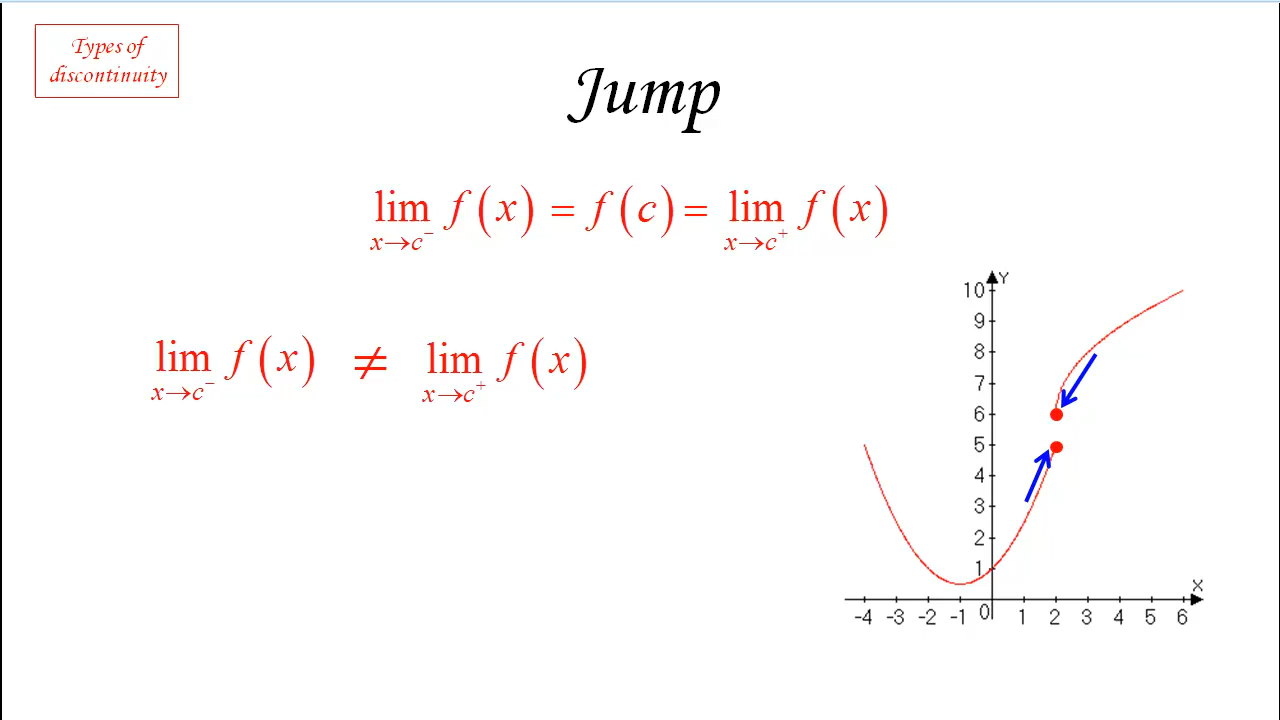 Types of
discontinuity
Jump
lim f(x) = f(c) = lim f(x)
x→c⁻ x→c⁺
lim f(x) ≠ lim f(x)
x→c⁻ x→c⁺
Y
10
9
8
7
6
5
4
3
2
1
X
-4 -3 -2 -1 0 1 2 3 4 5 6